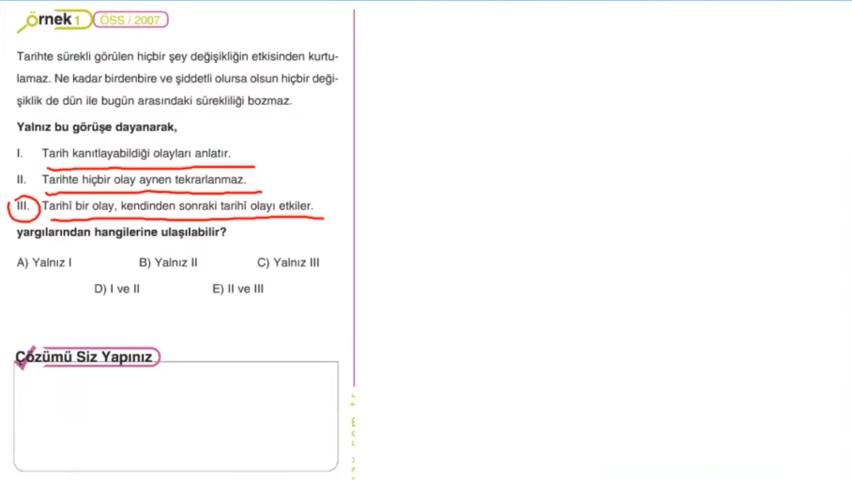 örnek 1 ÖSS / 2007
Tarihte sürekli görülen hiçbir şey değişikliğin etkisinden kurtu-
lamaz. Ne kadar birdenbire ve şiddetli olursa olsun hiçbir deği-
şiklik de dün ile bugün arasındaki sürekliliği bozmaz.
Yalnız bu görüşe dayanarak,
I. Tarih kanıtlayabildiği olayları anlatır.
II. Tarihte hiçbir olay aynen tekrarlanmaz.
III. Tarihî bir olay, kendinden sonraki tarihî olayı etkiler.
yargılarından hangilerine ulaşılabilir?
A) Yalnız I B) Yalnız II C) Yalnız III
D) I ve II E) II ve III
Çözümü Siz Yapınız